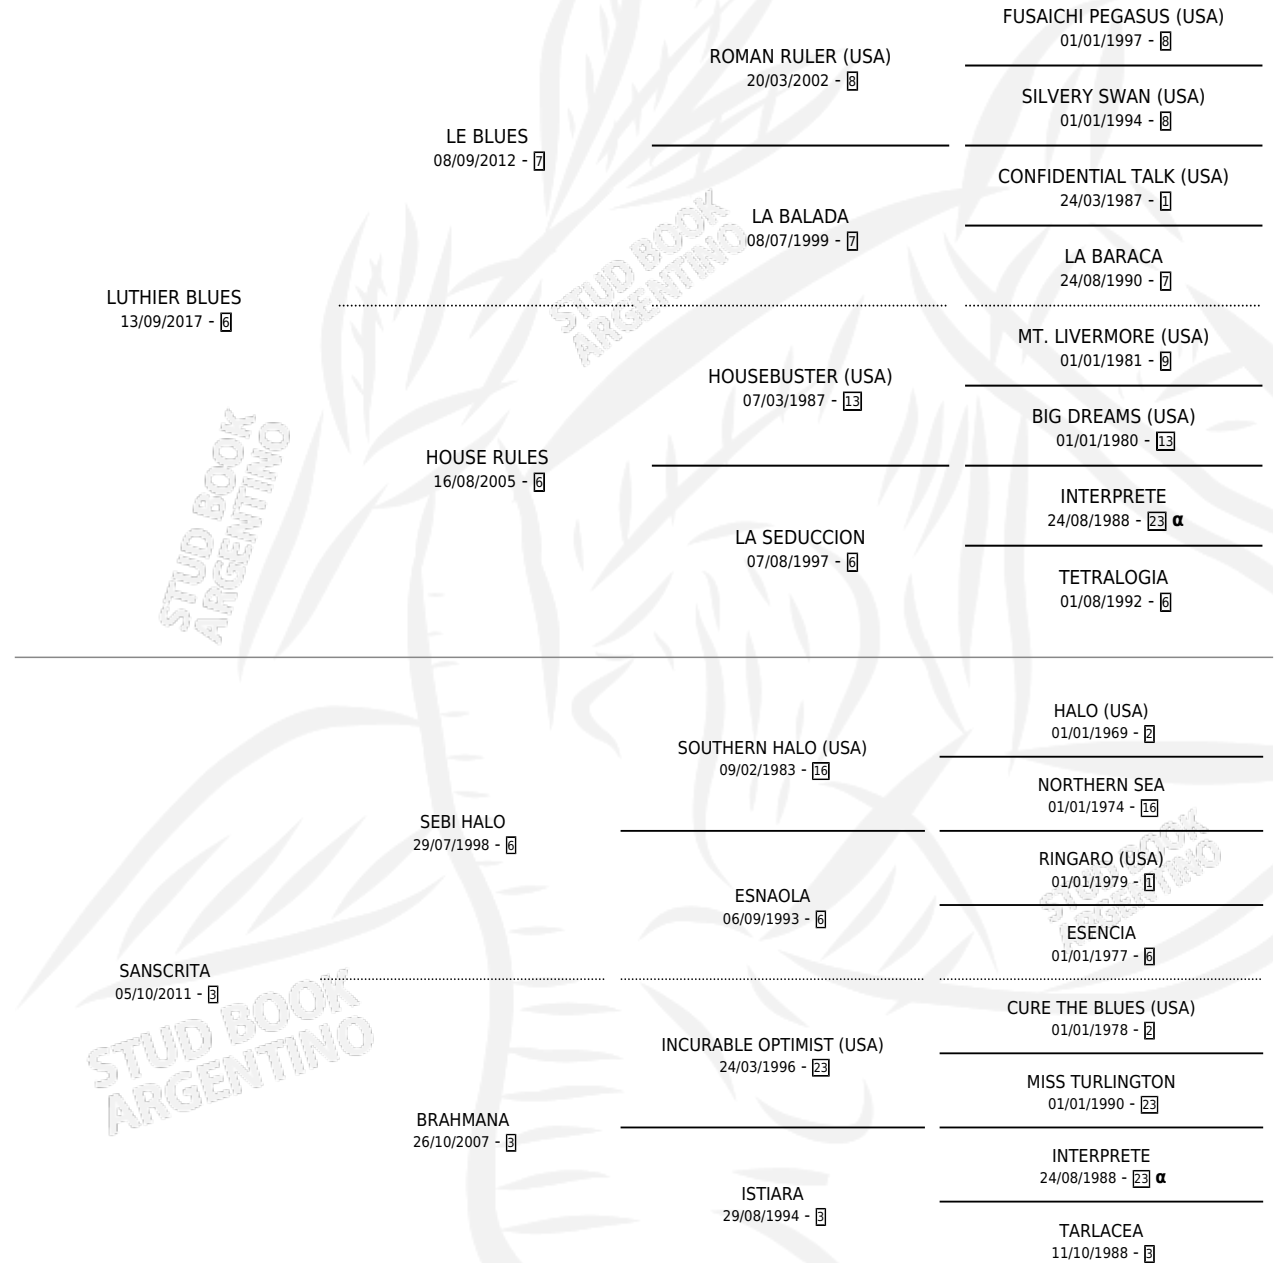 FUSAICHI PEGASUS (USA)
01/01/1997 - 8
ROMAN RULER (USA)
20/03/2002 - 8
SILVERY SWAN (USA)
01/01/1994 - 8
LE BLUES
08/09/2012 - 7
CONFIDENTIAL TALK (USA)
24/03/1987 - 1
LA BALADA
08/07/1999 - 7
LA BARACA
24/08/1990 - 7
STUD BOOK
ARGENTINO
LUTHIER BLUES
13/09/2017 - 6
MT. LIVERMORE (USA)
01/01/1981 - 9
HOUSEBUSTER (USA)
07/03/1987 - 13
BIG DREAMS (USA)
01/01/1980 - 13
HOUSE RULES
16/08/2005 - 6
STUD BOOK
ARGENTINO
INTERPRETE
24/08/1988 - 23 α
LA SEDUCCION
07/08/1997 - 6
TETRALOGIA
01/08/1992 - 6
HALO (USA)
01/01/1969 - 2
SOUTHERN HALO (USA)
09/02/1983 - 16
NORTHERN SEA
01/01/1974 - 16
SEBI HALO
29/07/1998 - 6
RINGARO (USA)
01/01/1979 - 1
STUD BOOK
ARGENTINO
ESNAOLA
06/09/1993 - 6
ESENCIA
01/01/1977 - 6
SANSCRITA
05/10/2011 - 3
STUD BOOK
ARGENTINO
CURE THE BLUES (USA)
01/01/1978 - 2
INCURABLE OPTIMIST (USA)
24/03/1996 - 23
MISS TURLINGTON
01/01/1990 - 23
BRAHMANA
26/10/2007 - 3
INTERPRETE
24/08/1988 - 23 α
ISTIARA
29/08/1994 - 3
TARLACEA
11/10/1988 - 3